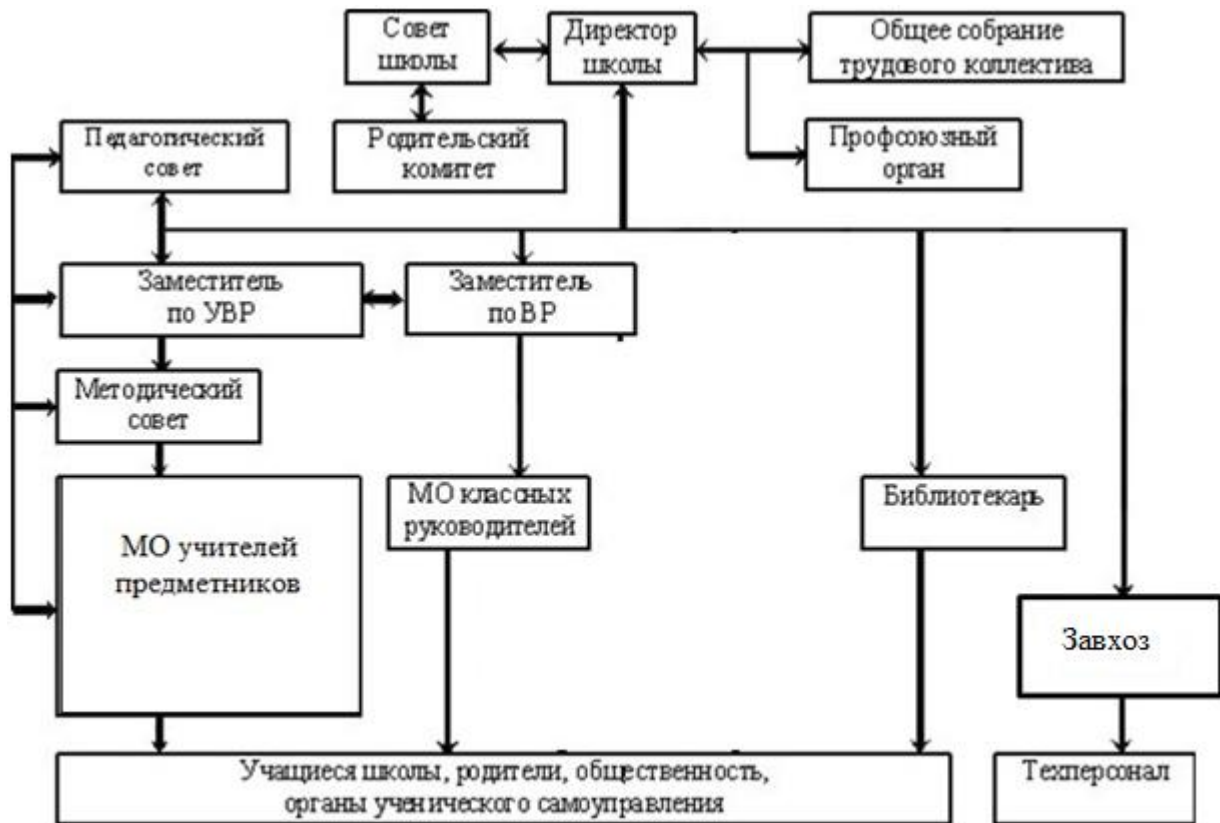 Совет
школы
Директор
школы
Общее собрание
трудового коллектива
Педагогический
совет
Родительский
комитет
Профсоюзный
орган
Заместитель
по УВР
Заместитель
по ВР
Методический
совет
МО учителей
предметников
МО классных
руководителей
Библиотекарь
Завхоз
Учащиеся школы, родители, общественность,
органы ученического самоуправления
Техперсонал